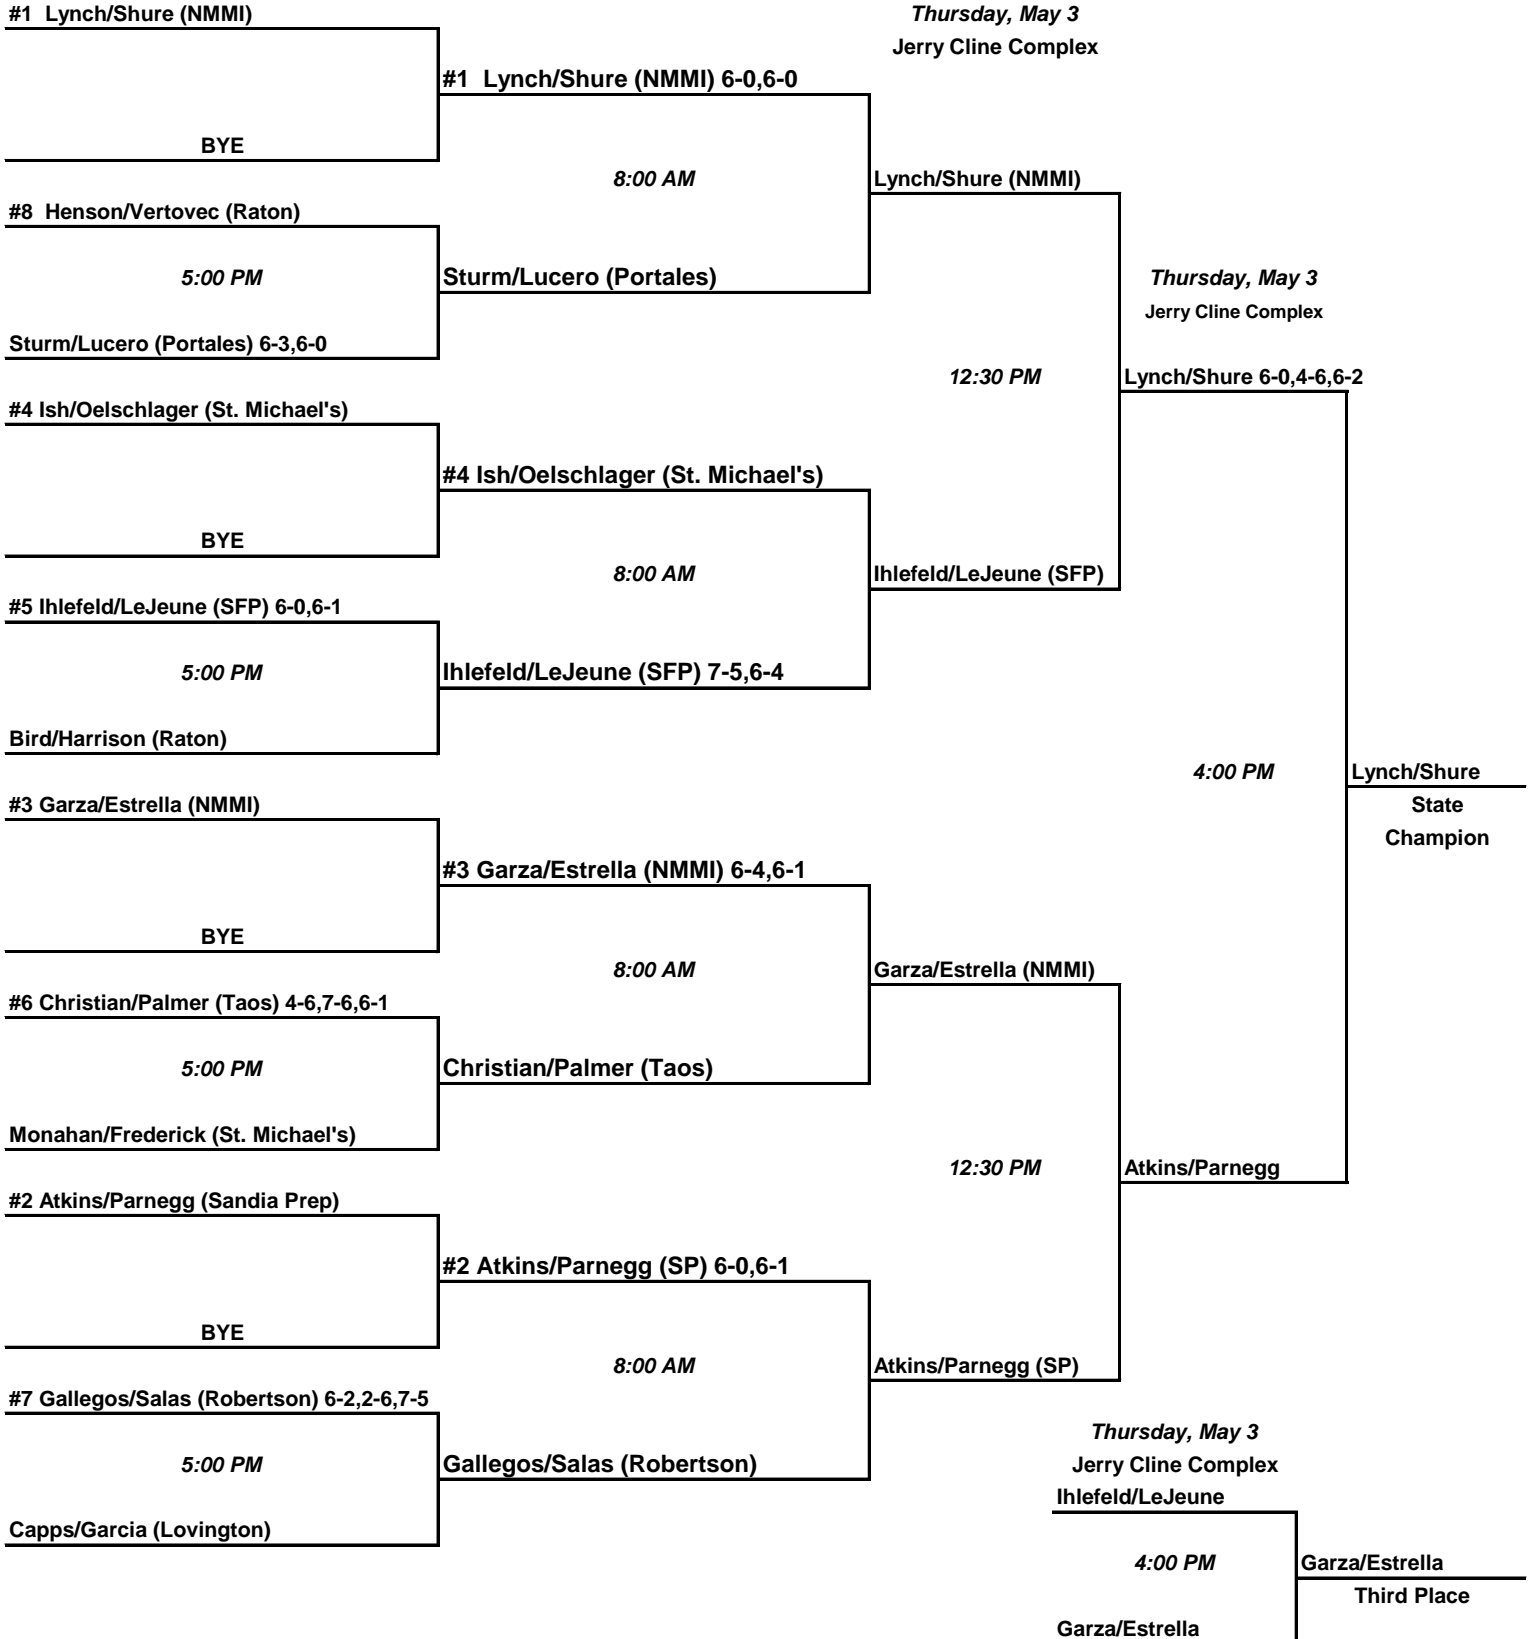 #1  Lynch/Shure (NMMI)
Thursday, May 3
Jerry Cline Complex
#1  Lynch/Shure (NMMI) 6-0,6-0
BYE
8:00 AM
Lynch/Shure (NMMI)
#8  Henson/Vertovec (Raton)
5:00 PM
Sturm/Lucero (Portales)
Thursday, May 3
Jerry Cline Complex
Sturm/Lucero (Portales) 6-3,6-0
12:30 PM
Lynch/Shure 6-0,4-6,6-2
#4 Ish/Oelschlager (St. Michael's)
#4 Ish/Oelschlager (St. Michael's)
BYE
8:00 AM
Ihlefeld/LeJeune (SFP)
#5 Ihlefeld/LeJeune (SFP) 6-0,6-1
5:00 PM
Ihlefeld/LeJeune (SFP) 7-5,6-4
Bird/Harrison (Raton)
4:00 PM
Lynch/Shure
State
Champion
#3 Garza/Estrella (NMMI)
#3 Garza/Estrella (NMMI) 6-4,6-1
BYE
8:00 AM
Garza/Estrella (NMMI)
#6 Christian/Palmer (Taos) 4-6,7-6,6-1
5:00 PM
Christian/Palmer (Taos)
Monahan/Frederick (St. Michael's)
12:30 PM
Atkins/Parnegg
#2 Atkins/Parnegg (Sandia Prep)
#2 Atkins/Parnegg (SP) 6-0,6-1
BYE
8:00 AM
Atkins/Parnegg (SP)
#7 Gallegos/Salas (Robertson) 6-2,2-6,7-5
5:00 PM
Gallegos/Salas (Robertson)
Capps/Garcia (Lovington)
Thursday, May 3
Jerry Cline Complex
Ihlefeld/LeJeune
4:00 PM
Garza/Estrella
Third Place
Garza/Estrella